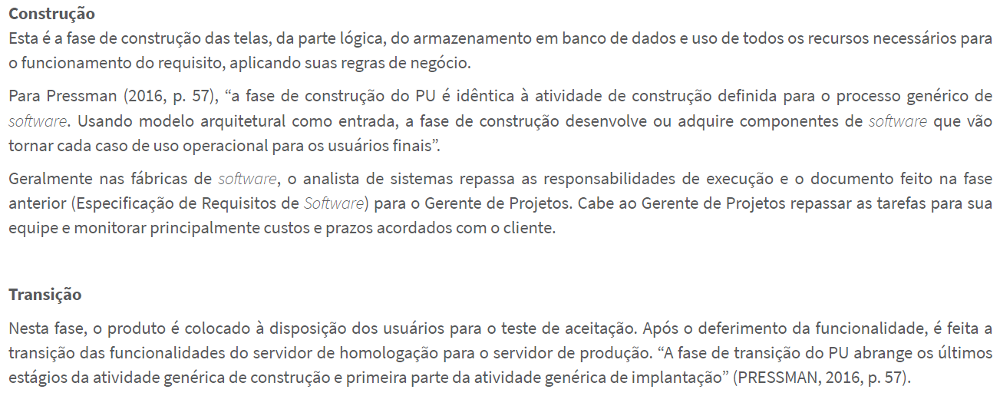 Construção
Esta é a fase de construção das telas, da parte lógica, do armazenamento em banco de dados e uso de todos os recursos necessários para
o funcionamento do requisito, aplicando suas regras de negócio.
Para Pressman (2016, p. 57), “a fase de construção do PU é idêntica à atividade de construção definida para o processo genérico de
software. Usando modelo arquitetural como entrada, a fase de construção desenvolve ou adquire componentes de software que vão
tornar cada caso de uso operacional para os usuários finais”.
Geralmente nas fábricas de software, o analista de sistemas repassa as responsabilidades de execução e o documento feito na fase
anterior (Especificação de Requisitos de Software) para o Gerente de Projetos. Cabe ao Gerente de Projetos repassar as tarefas para sua
equipe e monitorar principalmente custos e prazos acordados com o cliente.
Transição
Nesta fase, o produto é colocado à disposição dos usuários para o teste de aceitação. Após o deferimento da funcionalidade, é feita a
transição das funcionalidades do servidor de homologação para o servidor de produção. “A fase de transição do PU abrange os últimos
estágios da atividade genérica de construção e primeira parte da atividade genérica de implantação” (PRESSMAN, 2016, p. 57).